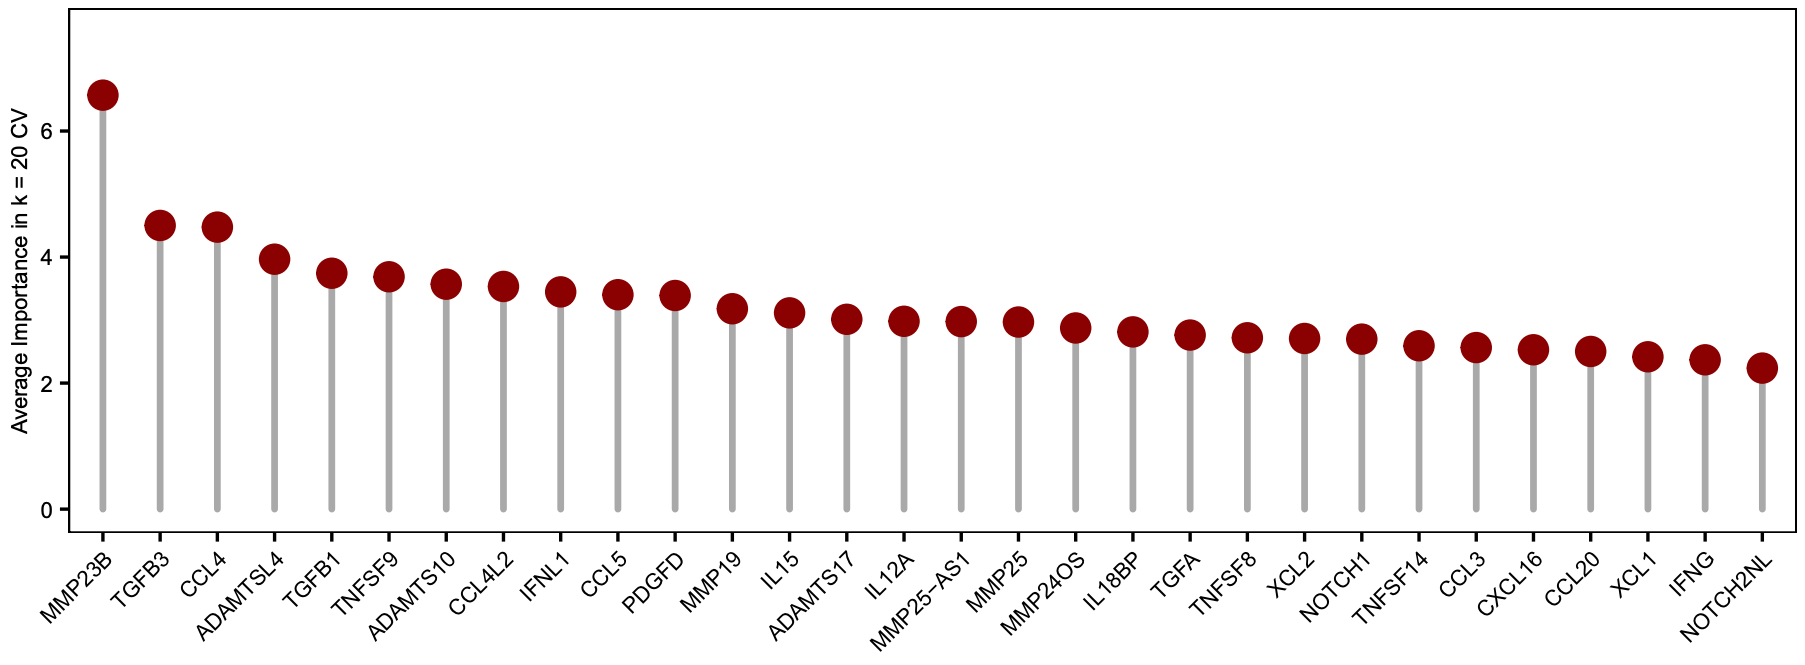 Average Importance in k = 20 CV
6
4
2
0
MMP23B
TGFB3
CCL4
ADAMTSL4
TGFB1
TNFSF9
ADAMTS10
CCL4L2
IFNL1
CCL5
PDGFD
MMP19
IL15
ADAMTS17
IL12A
MMP25−AS1
MMP25
MMP24OS
IL18BP
TGFA
TNFSF8
XCL2
NOTCH1
TNFSF14
CCL3
CXCL16
CCL20
XCL1
IFNG
NOTCH2NL